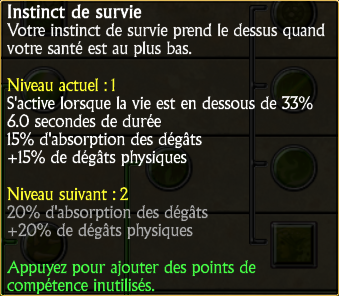 Instinct de survie
Votre instinct de survie prend le dessus quand
votre santé est au plus bas.
Niveau actuel : 1
S'active lorsque la vie est en dessous de 33%
6.0 secondes de durée
15% d'absorption des dégâts
+15% de dégâts physiques
Niveau suivant : 2
20% d'absorption des dégâts
+20% de dégâts physiques
Appuyez pour ajouter des points de
compétence inutilisés.